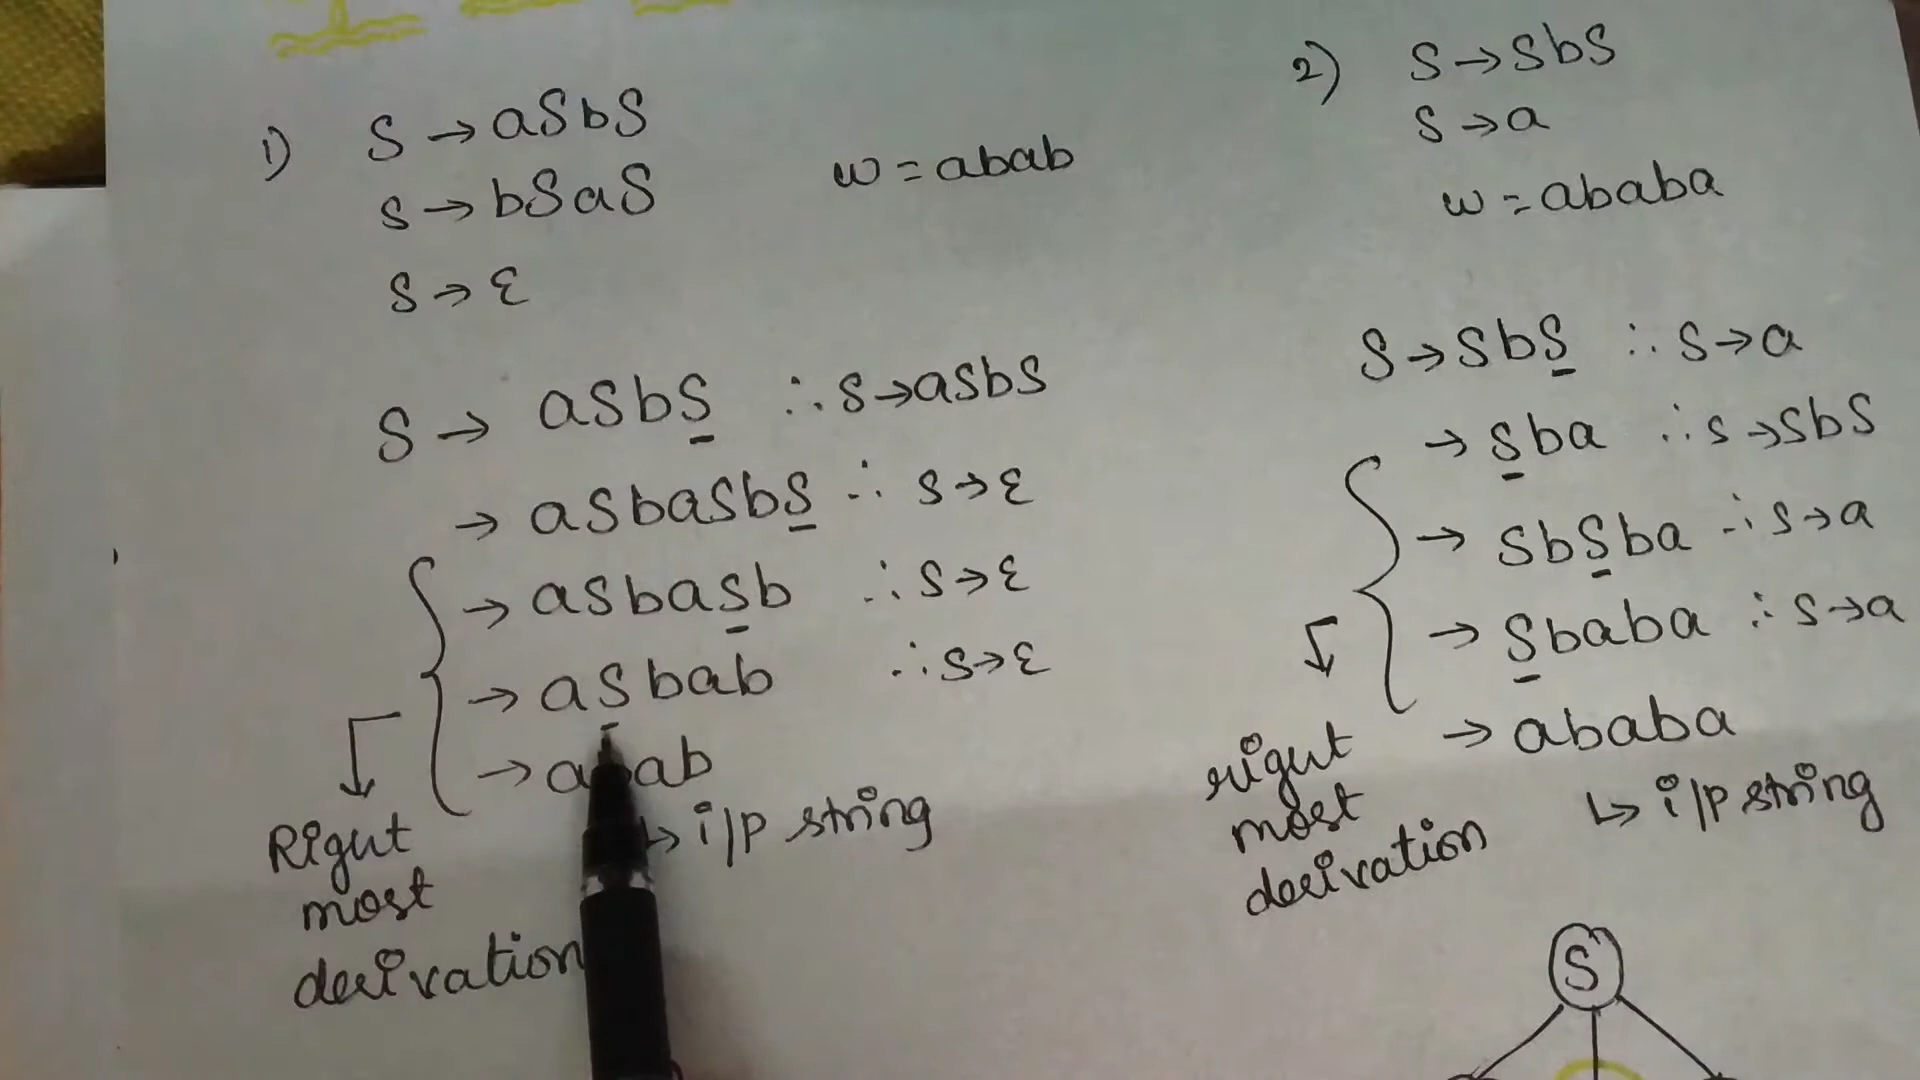 1) S → aSbS
S → bSaS
S → ε
w = abab
S → aSbS ∴ S → aSbS
→ aSbaSbS ∴ S → ε
→ aSbaSb ∴ S → ε
→ aSbab ∴ S → ε
→ abab
↳ i/p string
Right
most
derivation
2) S → SbS
S → a
w = ababa
S → SbS ∴ S → a
→ Sba ∴ S → SbS
→ SbSba ∴ S → a
→ Sbaba ∴ S → a
→ ababa
↳ i/p string
right
most
derivation
S